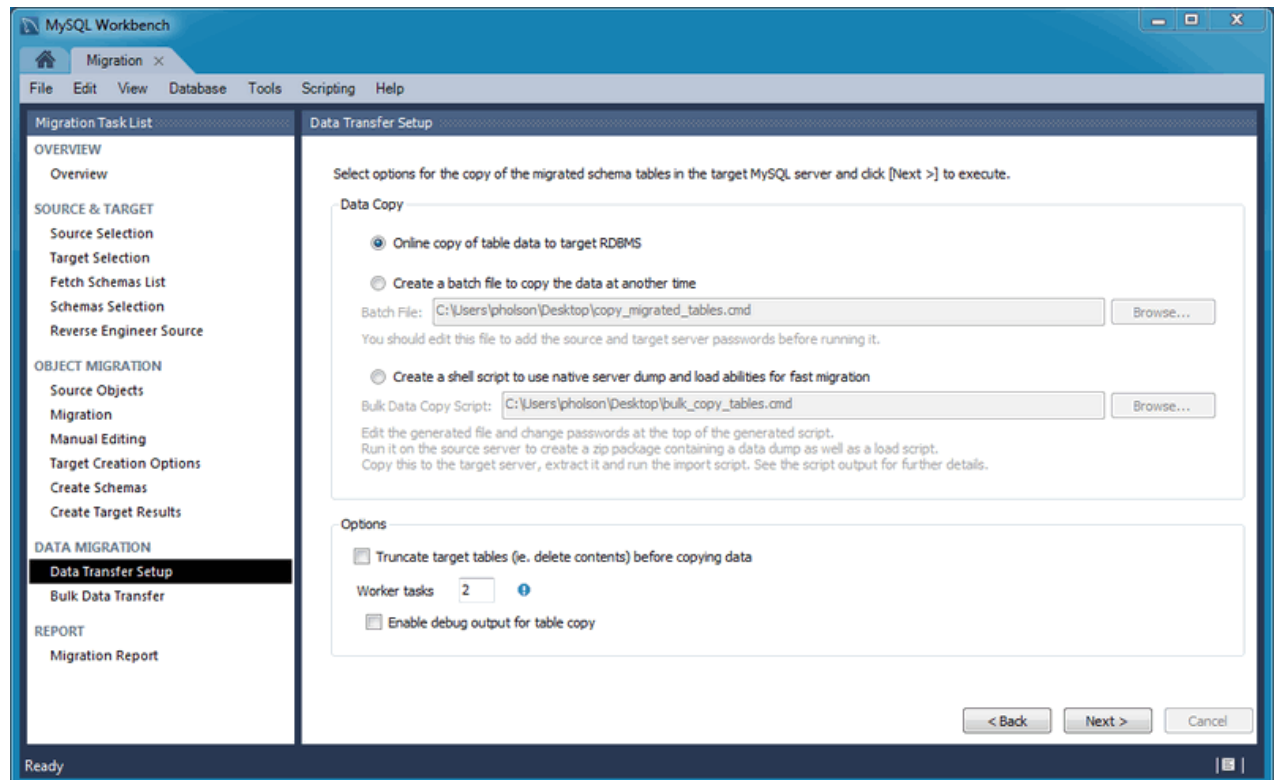 MySQL Workbench
Migration
File Edit View Database Tools Scripting Help
Migration Task List
OVERVIEW
Overview
SOURCE & TARGET
Source Selection
Target Selection
Fetch Schemas List
Schemas Selection
Reverse Engineer Source
OBJECT MIGRATION
Source Objects
Migration
Manual Editing
Target Creation Options
Create Schemas
Create Target Results
DATA MIGRATION
Data Transfer Setup
Bulk Data Transfer
REPORT
Migration Report
Data Transfer Setup
Select options for the copy of the migrated schema tables in the target MySQL server and click [Next >] to execute.
Data Copy
Online copy of table data to target RDBMS
Create a batch file to copy the data at another time
Batch File: C:\Users\pholson\Desktop\copy_migrated_tables.cmd Browse...
You should edit this file to add the source and target server passwords before running it.
Create a shell script to use native server dump and load abilities for fast migration
Bulk Data Copy Script: C:\Users\pholson\Desktop\bulk_copy_tables.cmd Browse...
Edit the generated file and change passwords at the top of the generated script.
Run it on the source server to create a zip package containing a data dump as well as a load script.
Copy this to the target server, extract it and run the import script. See the script output for further details.
Options
Truncate target tables (ie. delete contents) before copying data
Worker tasks 2
Enable debug output for table copy
< Back Next > Cancel
Ready